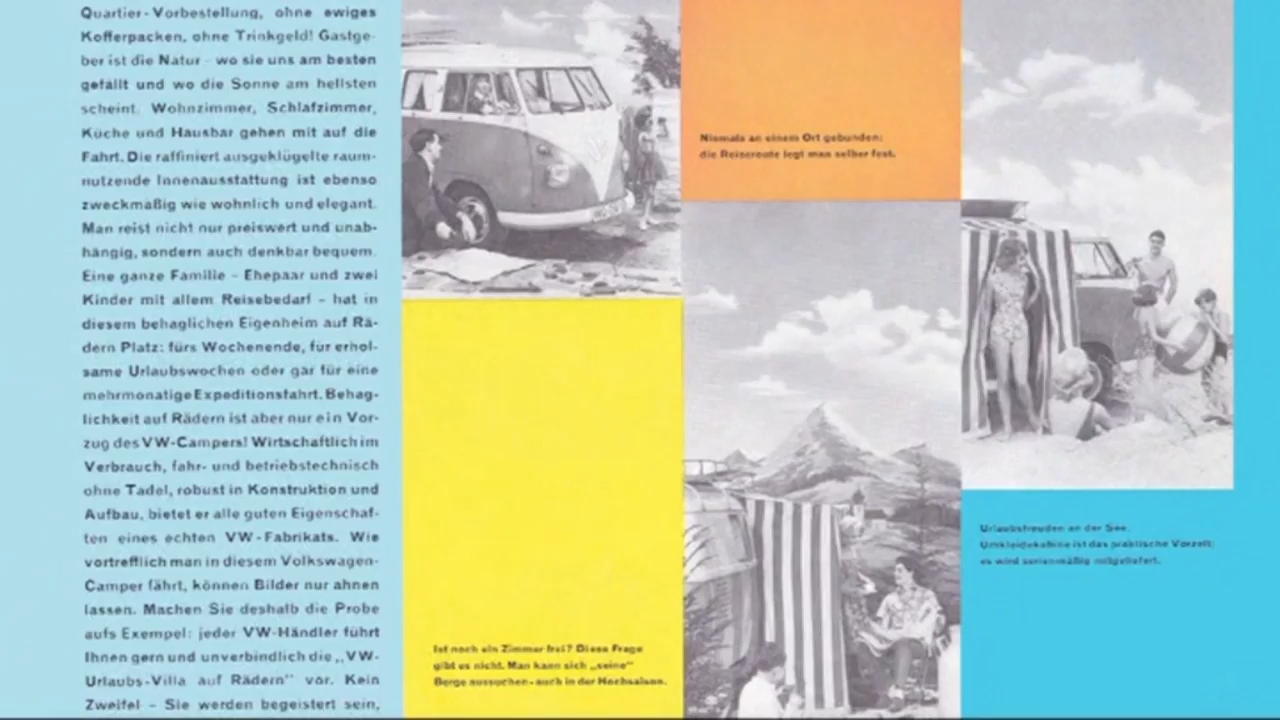 Quartier-Vorbestellung, ohne ewiges
Kofferpacken, ohne Trinkgeld! Gastge-
ber ist die Natur - wo sie uns am besten
gefällt und wo die Sonne am hellsten
scheint. Wohnzimmer, Schlafzimmer,
Küche und Hausbar gehen mit auf die
Fahrt. Die raffiniert ausgeklügelte raum-
nutzende Innenausstattung ist ebenso
zweckmäßig wie wohnlich und elegant.
Man reist nicht nur preiswert und unab-
hängig, sondern auch denkbar bequem.
Eine ganze Familie – Ehepaar und zwei
Kinder mit allem Reisebedarf – hat in
diesem behaglichen Eigenheim auf Rä-
dern Platz: fürs Wochenende, für erhol-
same Urlaubswochen oder gar für eine
mehrmonatige Expeditionsfahrt. Behag-
lichkeit auf Rädern ist aber nur ein Vor-
zug des VW-Campers! Wirtschaftlich im
Verbrauch, fahr- und betriebstechnisch
ohne Tadel, robust in Konstruktion und
Aufbau, bietet er alle guten Eigenschaf-
ten eines echten VW-Fabrikats. Wie
vortrefflich man in diesem Volkswagen-
Camper fährt, können Bilder nur ahnen
lassen. Machen Sie deshalb die Probe
aufs Exempel: jeder VW-Händler führt
Ihnen gern und unverbindlich die „VW-
Urlaubs-Villa auf Rädern" vor. Kein
Zweifel – Sie werden begeistert sein,
Ist noch ein Zimmer frei? Diese Frage
gibt es nicht. Man kann sich „seine"
Berge aussuchen - auch in der Hochsaison.
Niemals an einem Ort gebunden:
die Reiseroute legt man selber fest.
Urlaubsfreuden an der See.
Umkleidekabine ist das praktische Vorzelt;
es wird serienmäßig mitgeliefert.